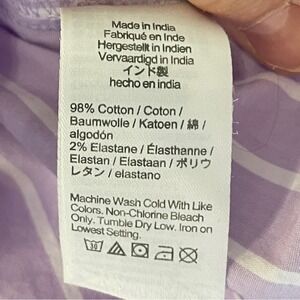 Made in India
Fabriqué en Inde
Hergestellt in Indien
Vervaardigd in India
インド製
hecho en india
98% Cotton / Coton /
Baumwolle / Katoen / 綿 /
algodón
2% Elastane / Élasthanne /
Elastan / Elastaan / ポリウ
レタン / elastano
Machine Wash Cold With Like
Colors. Non-Chlorine Bleach
Only. Tumble Dry Low. Iron on
Lowest Setting.
30